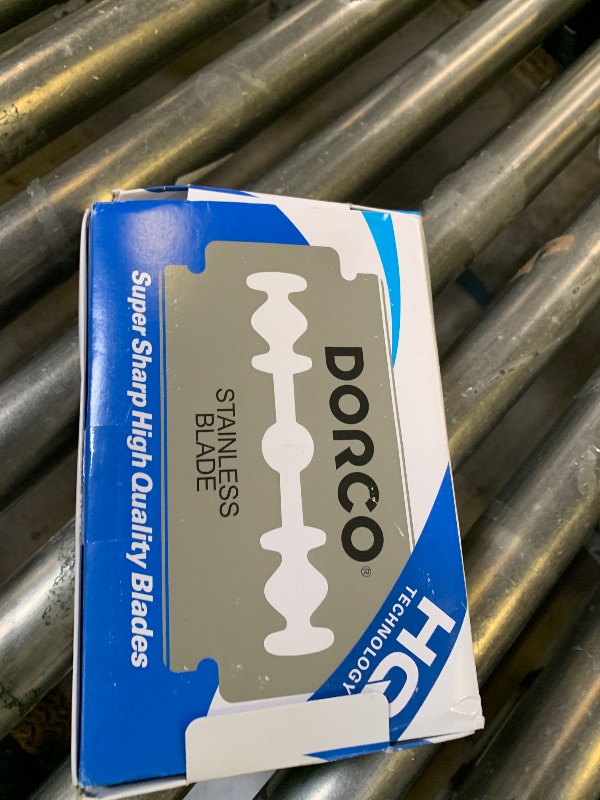 DORCO®
STAINLESS
BLADE
Super Sharp High Quality Blades
HQ
TECHNOLOGY